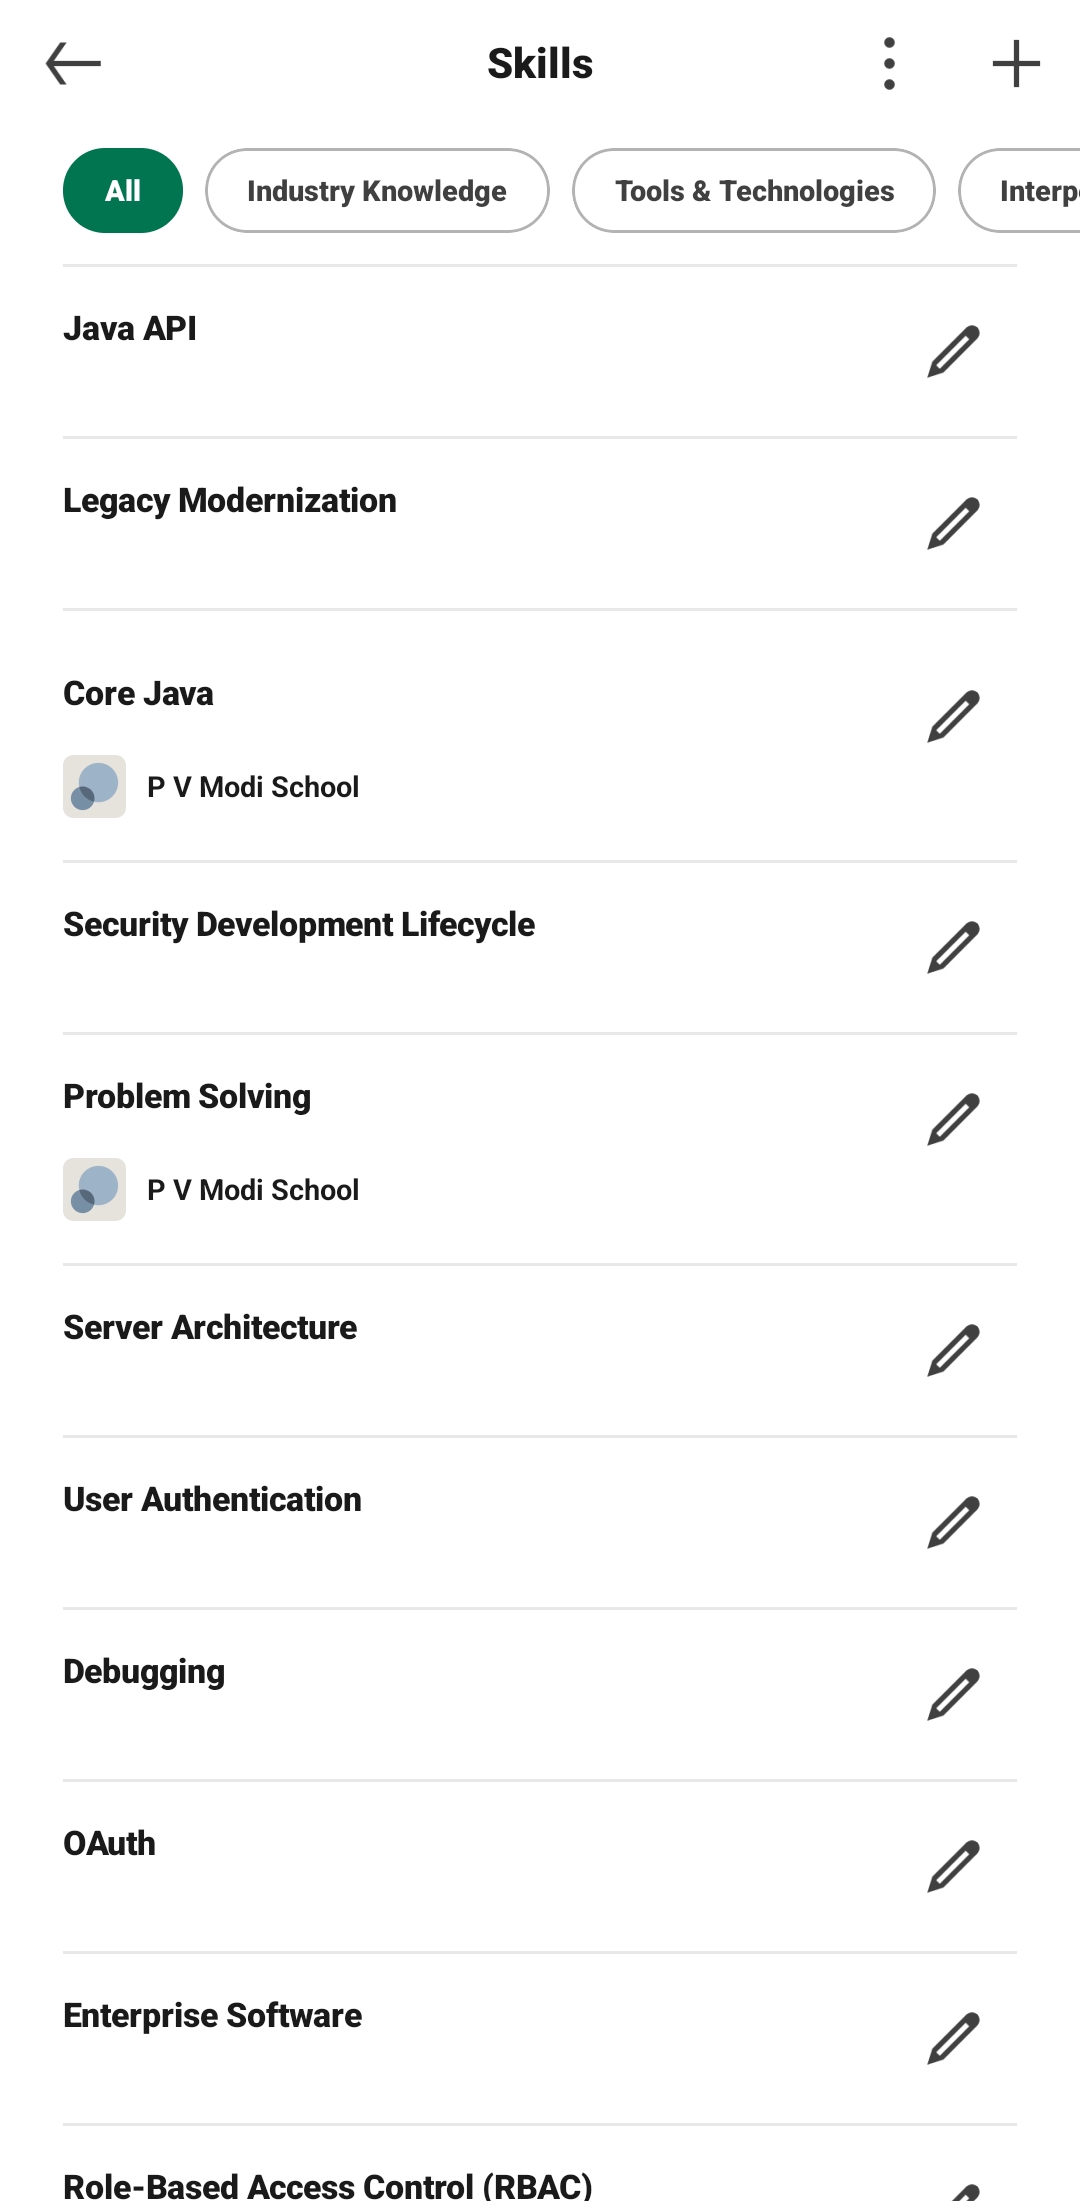 Skills
All
Industry Knowledge
Tools & Technologies
Java API
Legacy Modernization
Core Java
P V Modi School
Security Development Lifecycle
Problem Solving
P V Modi School
Server Architecture
User Authentication
Debugging
OAuth
Enterprise Software
Role-Based Access Control (RBAC)